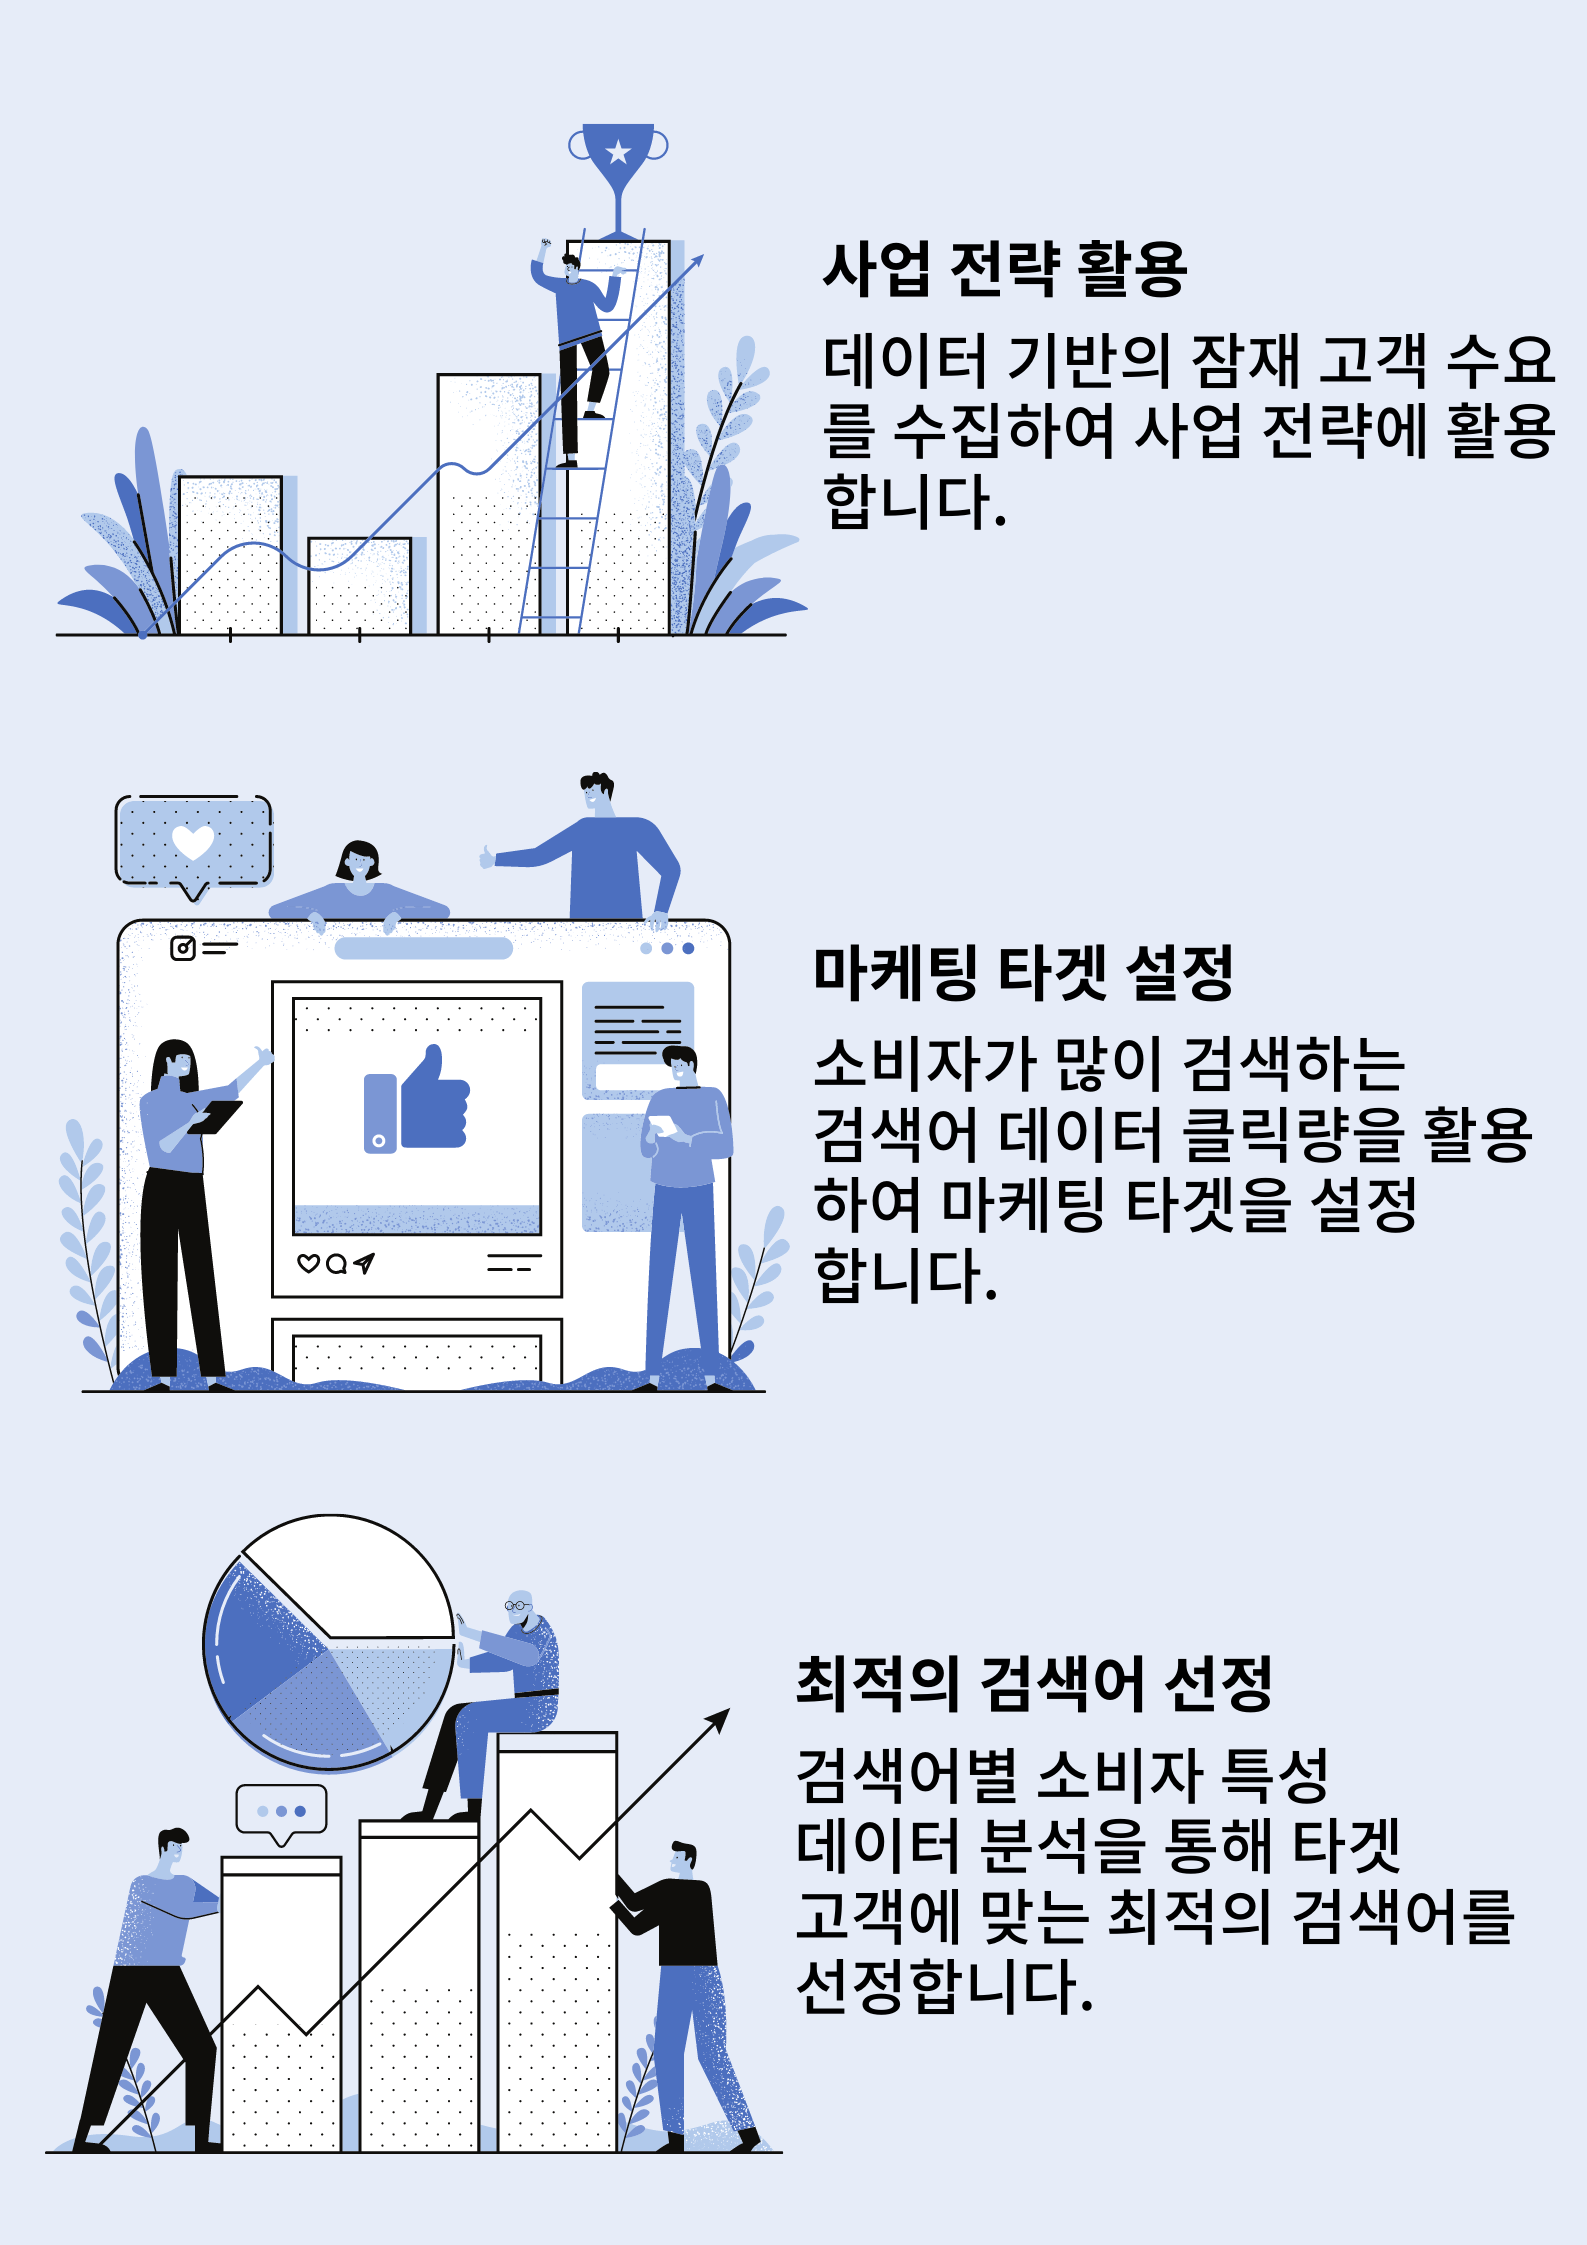 사업 전략 활용
데이터 기반의 잠재 고객 수요
를 수집하여 사업 전략에 활용
합니다.
마케팅 타겟 설정
소비자가 많이 검색하는
검색어 데이터 클릭량을 활용
하여 마케팅 타겟을 설정
합니다.
최적의 검색어 선정
검색어별 소비자 특성
데이터 분석을 통해 타겟
고객에 맞는 최적의 검색어를
선정합니다.